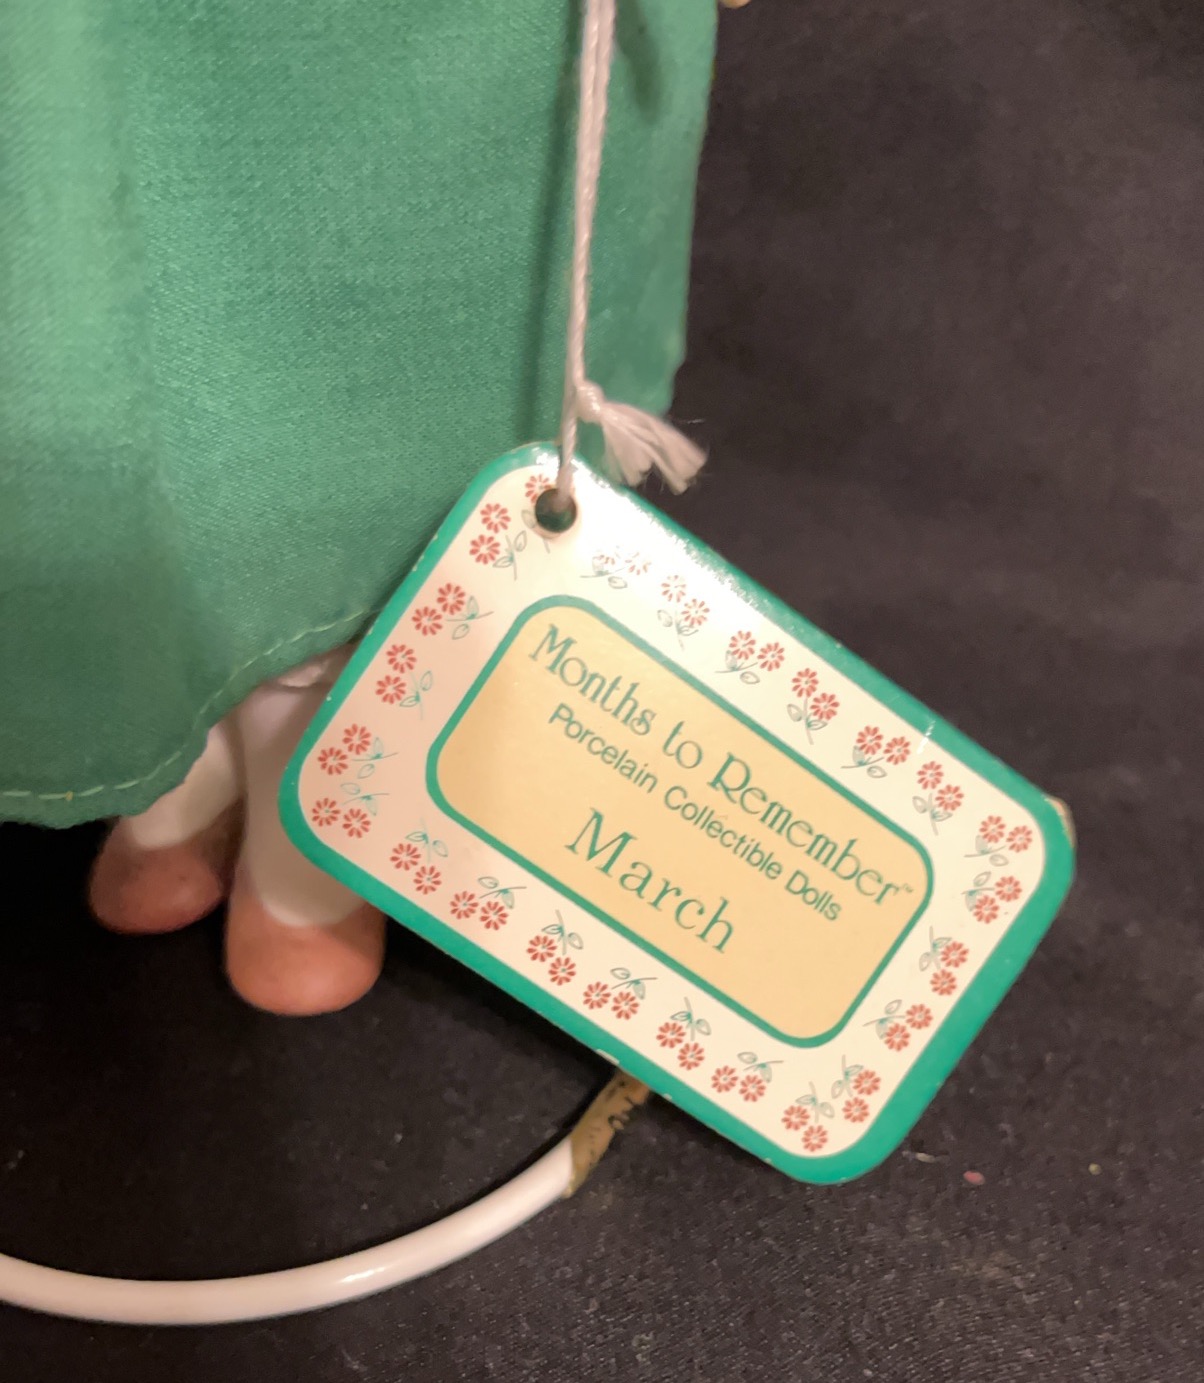 Months to Remember™
Porcelain Collectible Dolls
March